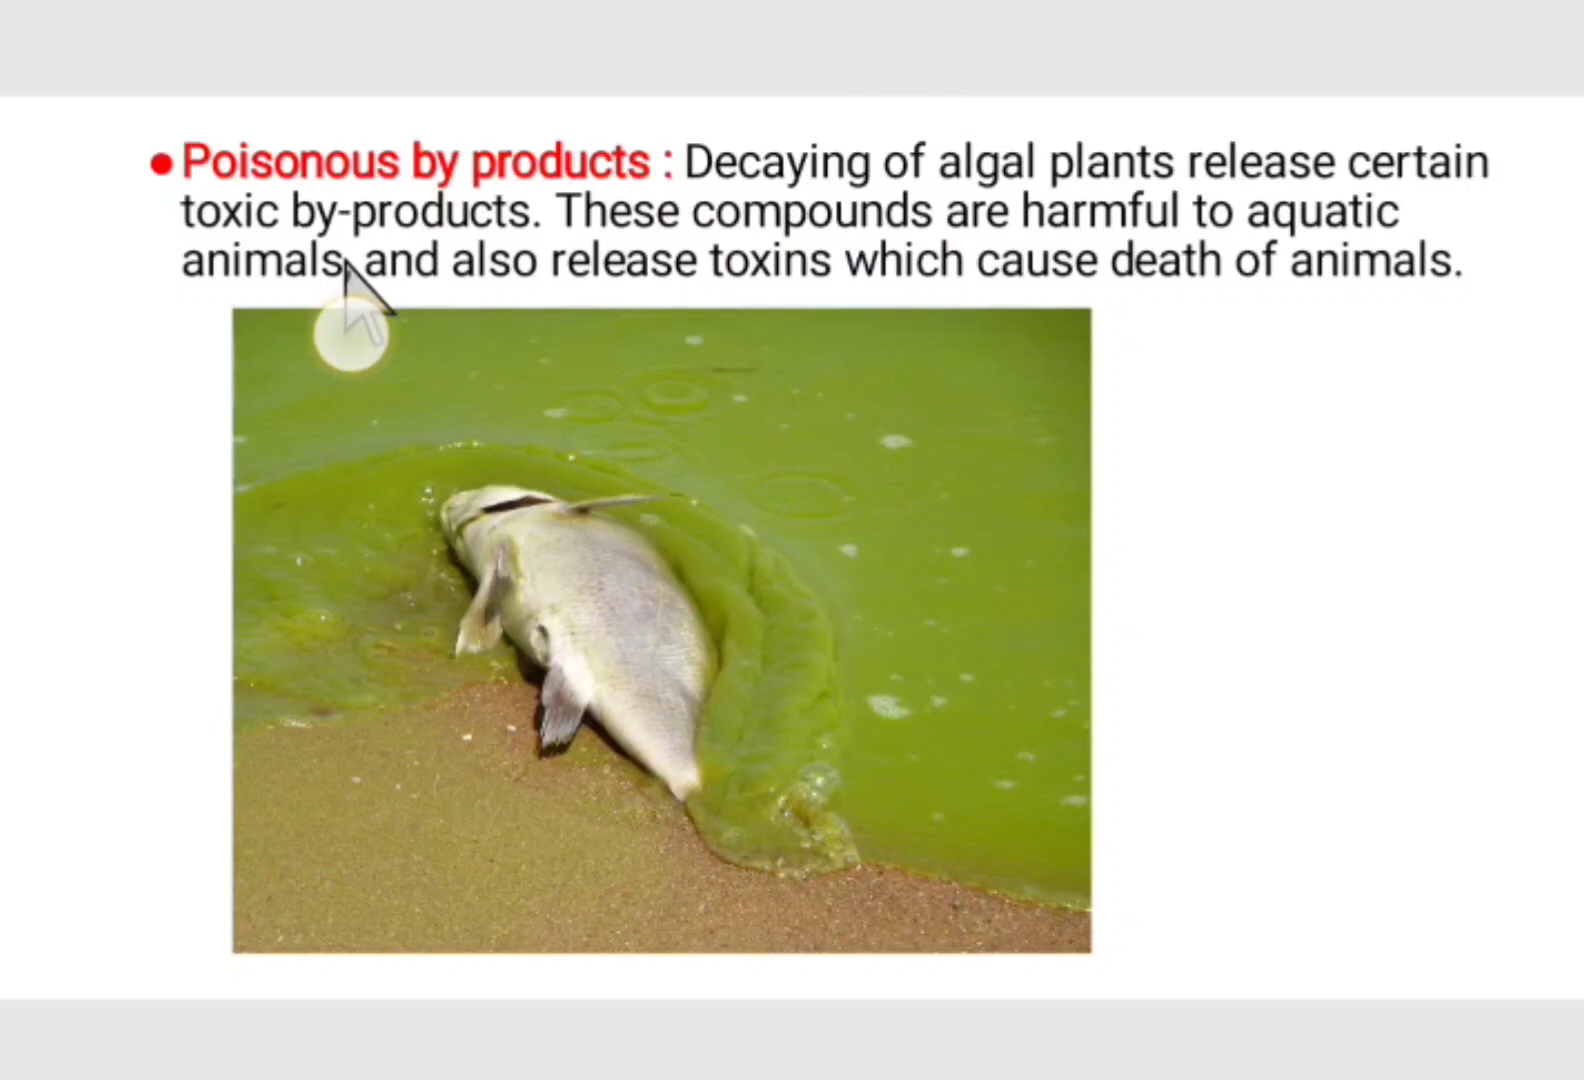 • Poisonous by products : Decaying of algal plants release certain
toxic by-products. These compounds are harmful to aquatic
animals, and also release toxins which cause death of animals.